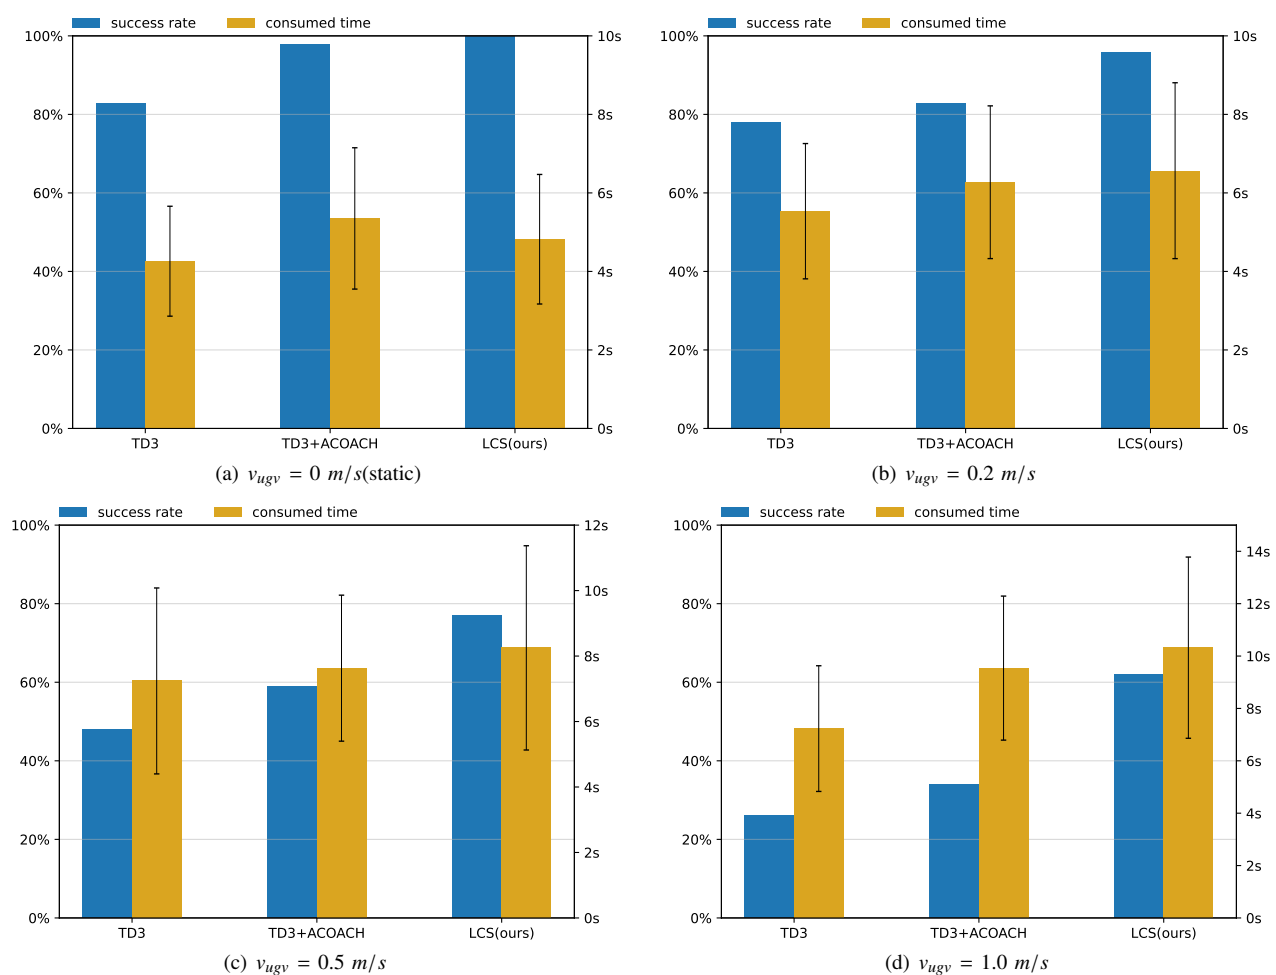 success rate consumed time
100%
80%
60%
40%
20%
0%
10s
8s
6s
4s
2s
0s
TD3 TD3+ACOACH LCS(ours)
(a) v_ugv = 0 m/s(static)
success rate consumed time
100%
80%
60%
40%
20%
0%
10s
8s
6s
4s
2s
0s
TD3 TD3+ACOACH LCS(ours)
(b) v_ugv = 0.2 m/s
success rate consumed time
100%
80%
60%
40%
20%
0%
12s
10s
8s
6s
4s
2s
0s
TD3 TD3+ACOACH LCS(ours)
(c) v_ugv = 0.5 m/s
success rate consumed time
100%
80%
60%
40%
20%
0%
14s
12s
10s
8s
6s
4s
2s
0s
TD3 TD3+ACOACH LCS(ours)
(d) v_ugv = 1.0 m/s